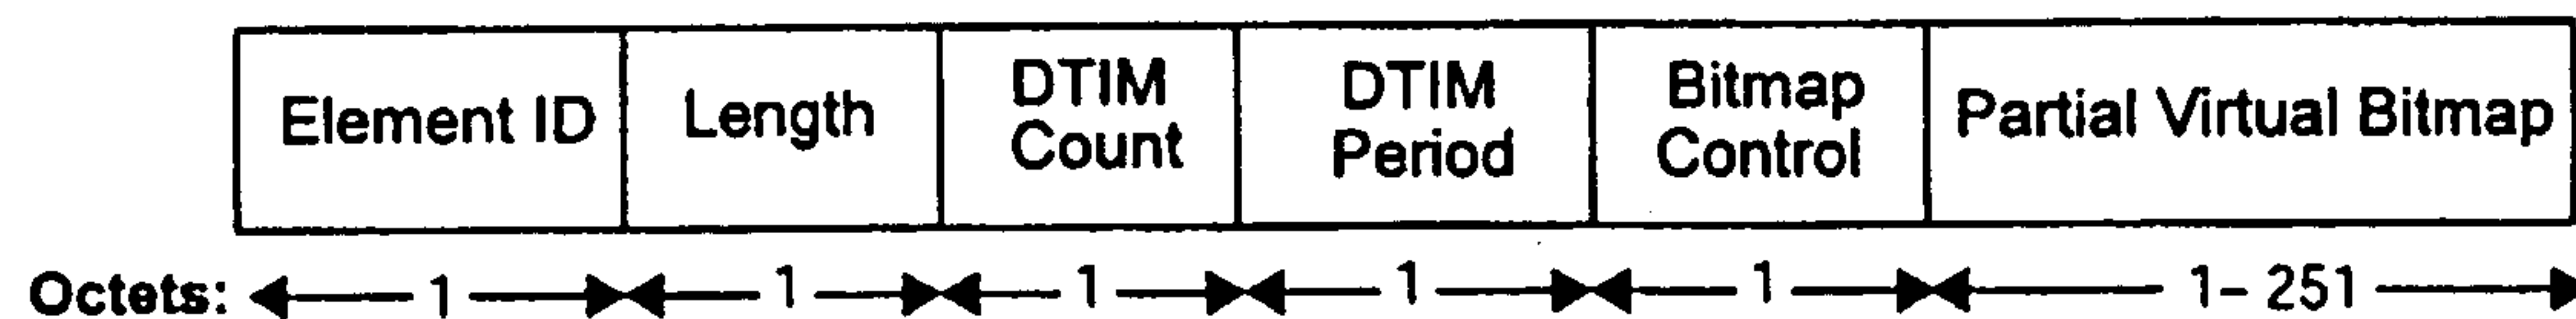 Element ID
Length
DTIM
Count
DTIM
Period
Bitmap
Control
Partial Virtual Bitmap
Octets: 1 1 1 1 1 1- 251